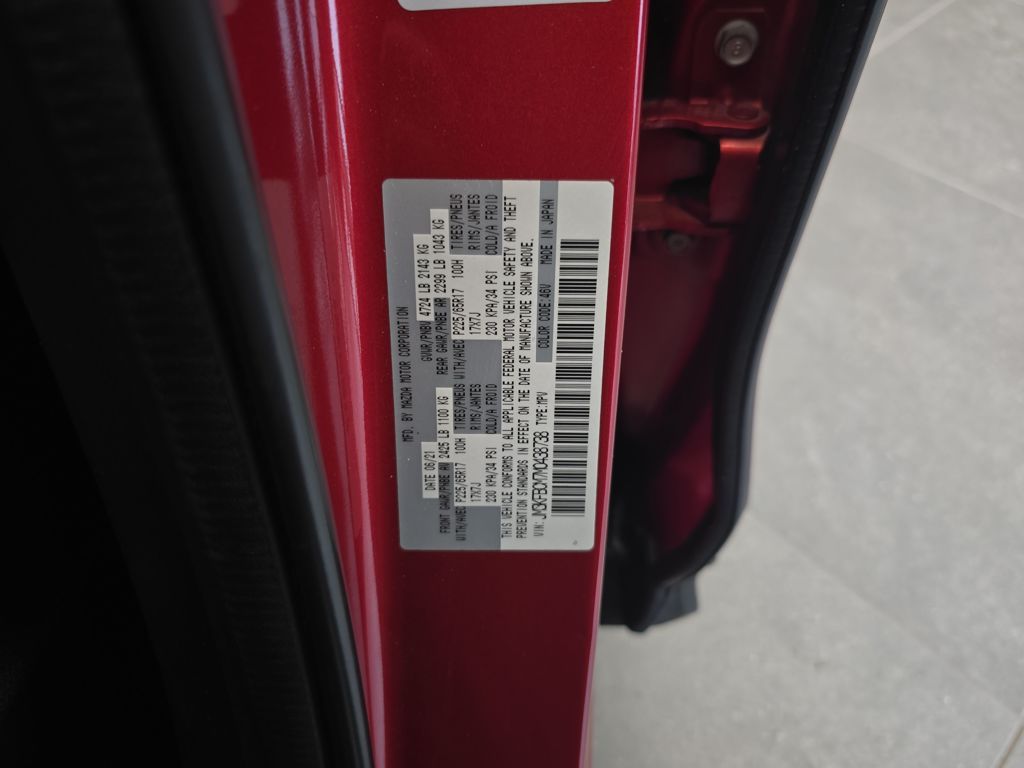 MFD. BY MAZDA MOTOR CORPORATION
DATE 06/21 GVWR/PNBV 4724 LB 2143 KG
FRONT GAWR/PNBE AV 2425 LB 1100 KG REAR GAWR/PNBE AR 2299 LB 1043 KG
WITH/AVEC P225/65R17 100H TIRES/PNEUS WITH/AVEC P225/65R17 100H TIRES/PNEUS
17X7J RIMS/JANTES 17X7J RIMS/JANTES
230 KPA/34 PSI COLD/A FROID 230 KPA/34 PSI COLD/A FROID
THIS VEHICLE CONFORMS TO ALL APPLICABLE FEDERAL MOTOR VEHICLE SAFETY AND THEFT
PREVENTION STANDARDS IN EFFECT ON THE DATE OF MANUFACTURE SHOWN ABOVE.
VIN: JM3KFBCM7M0438738 TYPE:MPV COLOR CODE:46V MADE IN JAPAN